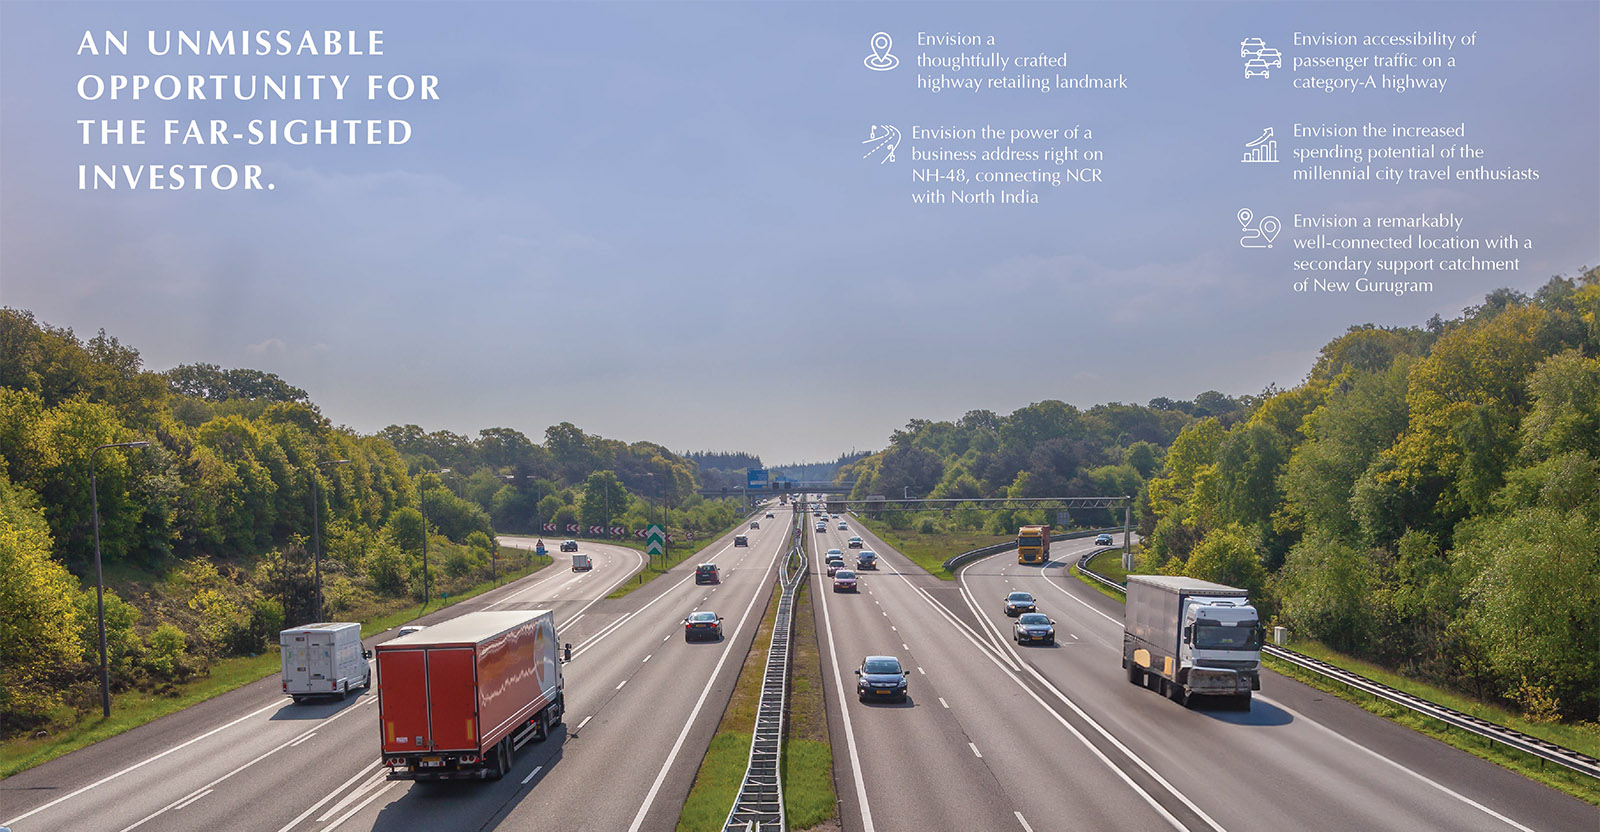 AN UNMISSABLE
OPPORTUNITY FOR
THE FAR-SIGHTED
INVESTOR.
Envision a
thoughtfully crafted
highway retailing landmark
Envision the power of a
business address right on
NH-48, connecting NCR
with North India
Envision accessibility of
passenger traffic on a
category-A highway
Envision the increased
spending potential of the
millennial city travel enthusiasts
Envision a remarkably
well-connected location with a
secondary support catchment
of New Gurugram